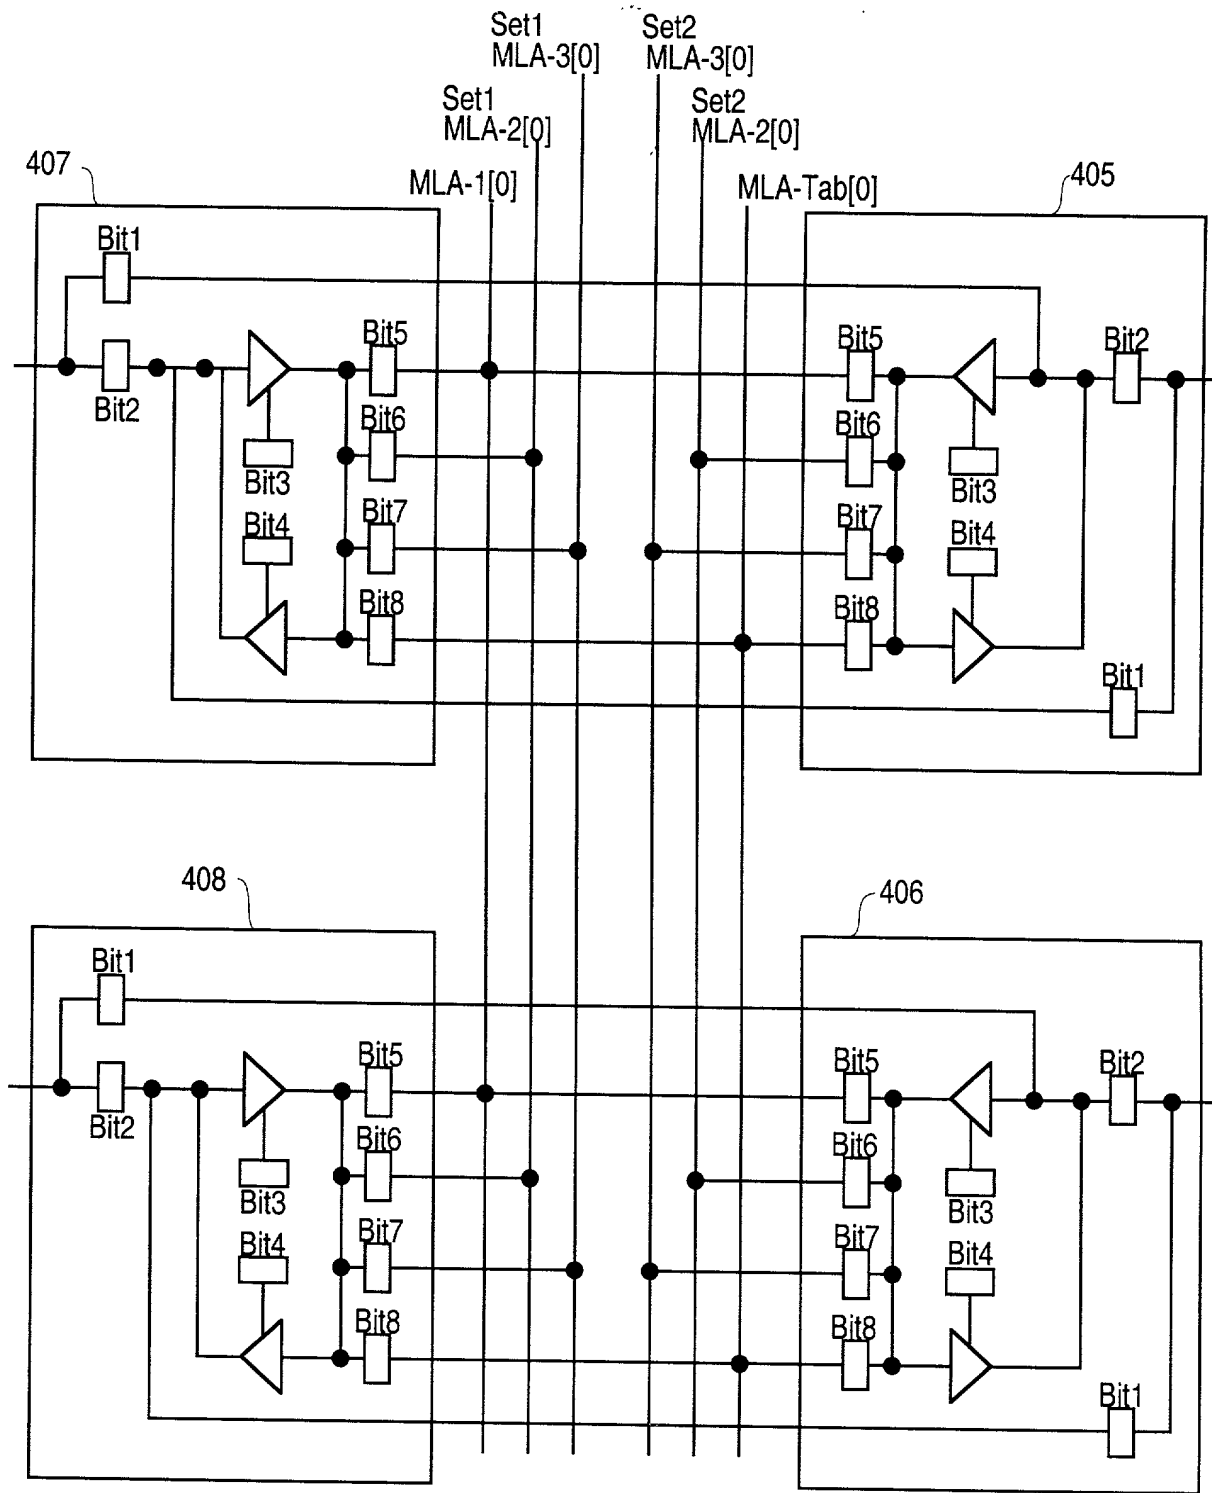 Set1
MLA-3[0]
Set2
MLA-3[0]
Set1
MLA-2[0]
Set2
MLA-2[0]
MLA-1[0]
MLA-Tab[0]
407
405
Bit1
Bit2
Bit3
Bit4
Bit5
Bit6
Bit7
Bit8
Bit5
Bit6
Bit7
Bit8
Bit2
Bit3
Bit4
Bit1
408
406
Bit1
Bit2
Bit3
Bit4
Bit5
Bit6
Bit7
Bit8
Bit5
Bit6
Bit7
Bit8
Bit2
Bit3
Bit4
Bit1